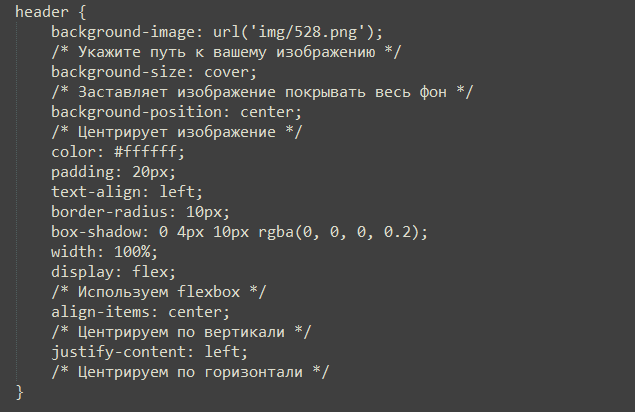 header {
    background-image: url('img/528.png');
    /* Укажите путь к вашему изображению */
    background-size: cover;
    /* Заставляет изображение покрывать весь фон */
    background-position: center;
    /* Центрирует изображение */
    color: #ffffff;
    padding: 20px;
    text-align: left;
    border-radius: 10px;
    box-shadow: 0 4px 10px rgba(0, 0, 0, 0.2);
    width: 100%;
    display: flex;
    /* Используем flexbox */
    align-items: center;
    /* Центрируем по вертикали */
    justify-content: left;
    /* Центрируем по горизонтали */
}